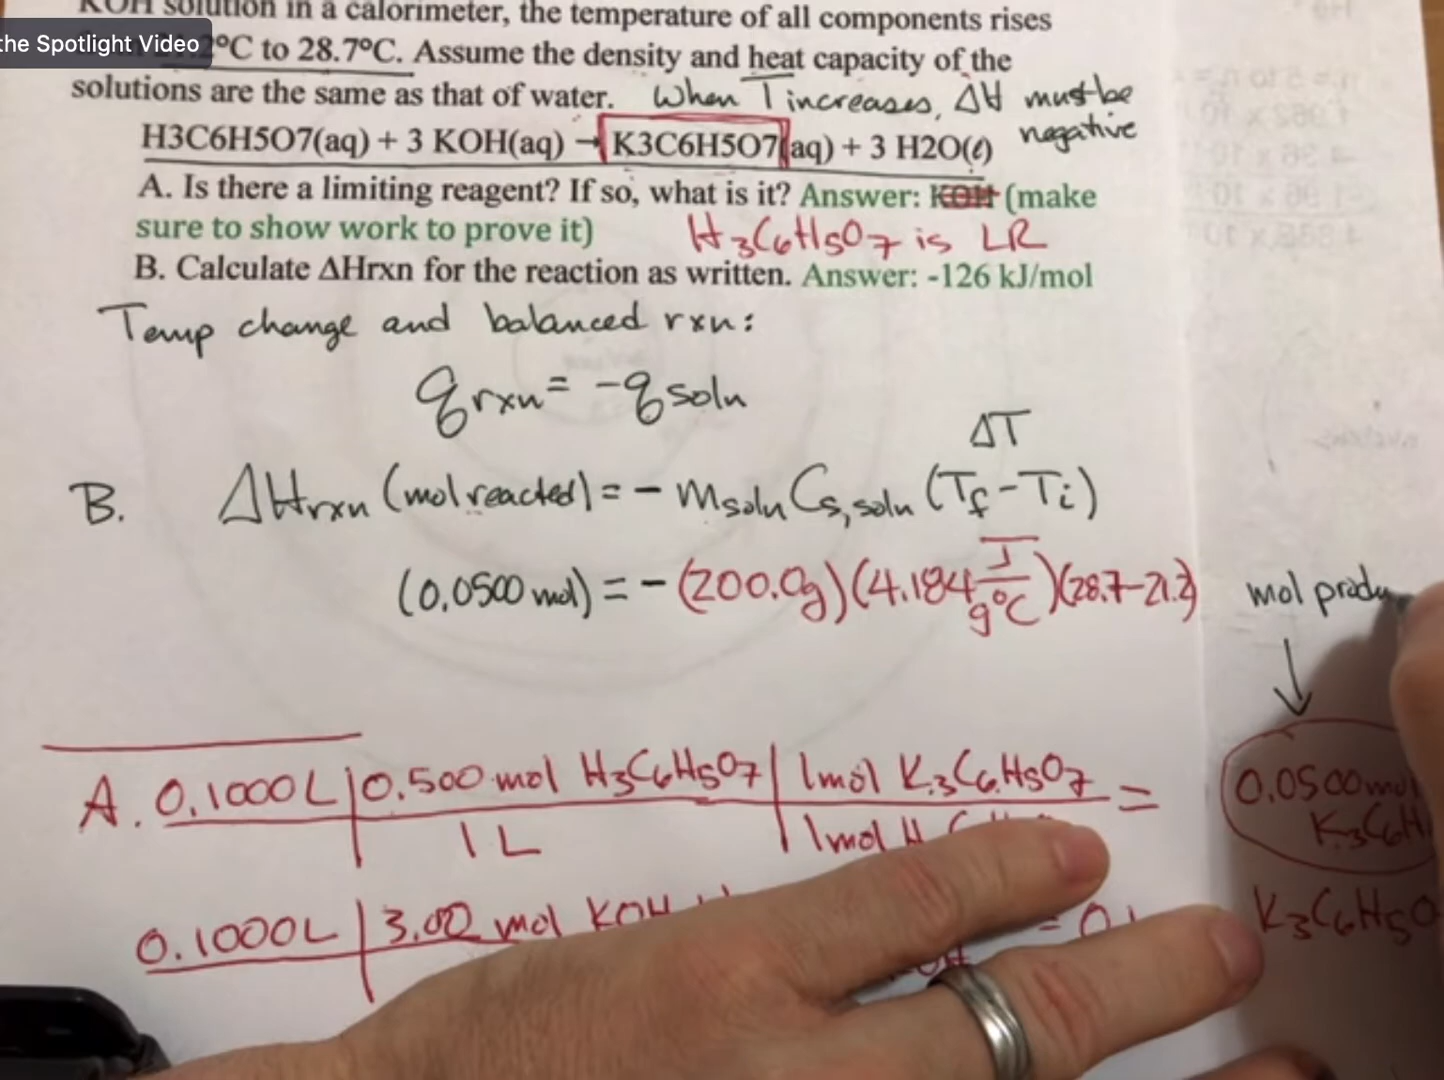 KOH solution in a calorimeter, the temperature of all components rises
the Spotlight Video
°C to 28.7°C. Assume the density and heat capacity of the
solutions are the same as that of water. When T increases, ΔH must be
negative
H3C6H5O7(aq) + 3 KOH(aq) → K3C6H5O7(aq) + 3 H2O(ℓ)
A. Is there a limiting reagent? If so, what is it? Answer: KOH (make
sure to show work to prove it) H3C6H5O7 is LR
B. Calculate ΔHrxn for the reaction as written. Answer: -126 kJ/mol
Temp change and balanced rxn:
qrxn = -qsoln
ΔT
B. ΔHrxn (mol reacted) = - msoln Cs,soln (Tf - Ti)
(0.0500 mol) = - (200.0g)(4.184 J/g°C)(28.7-21.2)
mol produ
↓
A. 0.1000L | 0.500 mol H3C6H5O7 | 1mol K3C6H5O7 = 0.0500mol
1 L 1mol H K3C6H
0.1000L | 3.00 mol KOH = 0.1 K3C6H5O